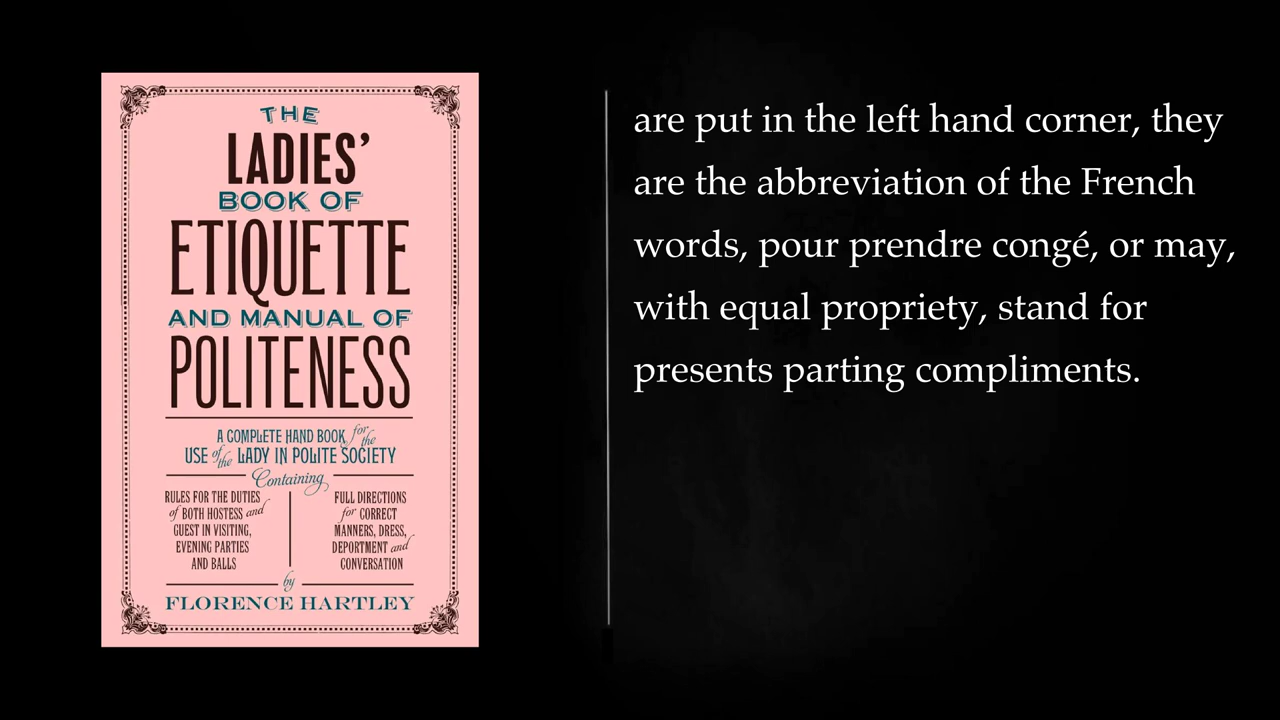 THE
LADIES’
BOOK OF
ETIQUETTE
AND MANUAL OF
POLITENESS
A COMPLETE HAND BOOK for the
USE of the LADY IN POLITE SOCIETY
Containing
RULES FOR THE DUTIES
of BOTH HOSTESS and
GUEST IN VISITING,
EVENING PARTIES
AND BALLS
FULL DIRECTIONS
for CORRECT
MANNERS, DRESS,
DEPORTMENT and
CONVERSATION
by
FLORENCE HARTLEY
are put in the left hand corner, they
are the abbreviation of the French
words, pour prendre congé, or may,
with equal propriety, stand for
presents parting compliments.